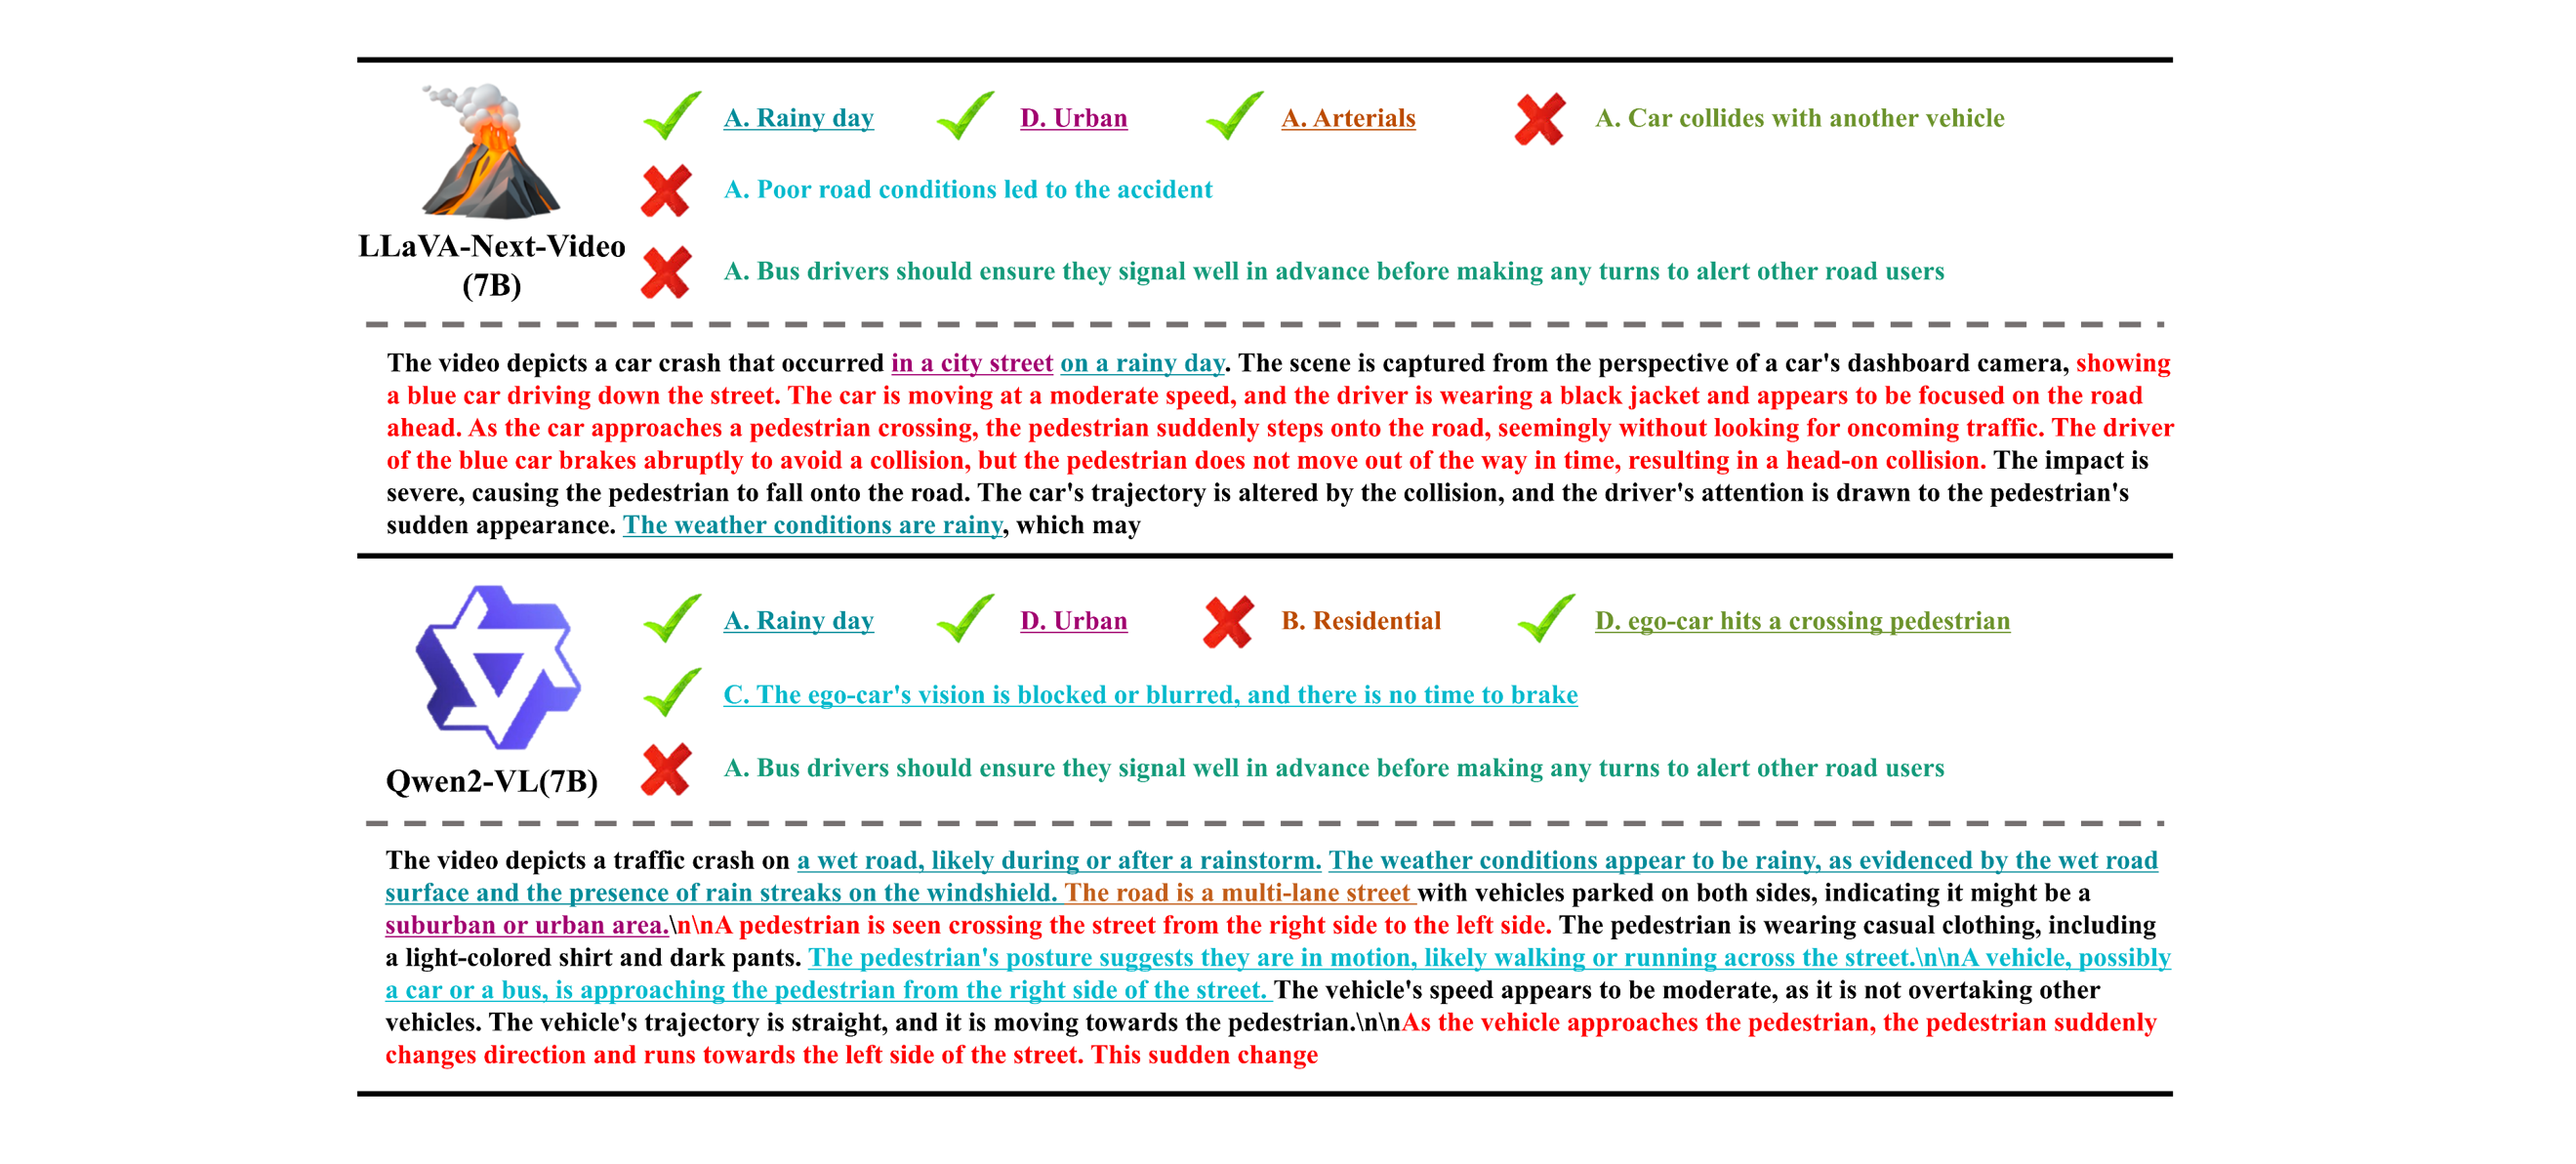 A. Rainy day D. Urban A. Arterials A. Car collides with another vehicle
A. Poor road conditions led to the accident
LLaVA-Next-Video
(7B)
A. Bus drivers should ensure they signal well in advance before making any turns to alert other road users
The video depicts a car crash that occurred in a city street on a rainy day. The scene is captured from the perspective of a car's dashboard camera, showing
a blue car driving down the street. The car is moving at a moderate speed, and the driver is wearing a black jacket and appears to be focused on the road
ahead. As the car approaches a pedestrian crossing, the pedestrian suddenly steps onto the road, seemingly without looking for oncoming traffic. The driver
of the blue car brakes abruptly to avoid a collision, but the pedestrian does not move out of the way in time, resulting in a head-on collision. The impact is
severe, causing the pedestrian to fall onto the road. The car's trajectory is altered by the collision, and the driver's attention is drawn to the pedestrian's
sudden appearance. The weather conditions are rainy, which may
A. Rainy day D. Urban B. Residential D. ego-car hits a crossing pedestrian
C. The ego-car's vision is blocked or blurred, and there is no time to brake
Qwen2-VL(7B)
A. Bus drivers should ensure they signal well in advance before making any turns to alert other road users
The video depicts a traffic crash on a wet road, likely during or after a rainstorm. The weather conditions appear to be rainy, as evidenced by the wet road
surface and the presence of rain streaks on the windshield. The road is a multi-lane street with vehicles parked on both sides, indicating it might be a
suburban or urban area.\n\nA pedestrian is seen crossing the street from the right side to the left side. The pedestrian is wearing casual clothing, including
a light-colored shirt and dark pants. The pedestrian's posture suggests they are in motion, likely walking or running across the street.\n\nA vehicle, possibly
a car or a bus, is approaching the pedestrian from the right side of the street. The vehicle's speed appears to be moderate, as it is not overtaking other
vehicles. The vehicle's trajectory is straight, and it is moving towards the pedestrian.\n\nAs the vehicle approaches the pedestrian, the pedestrian suddenly
changes direction and runs towards the left side of the street. This sudden change